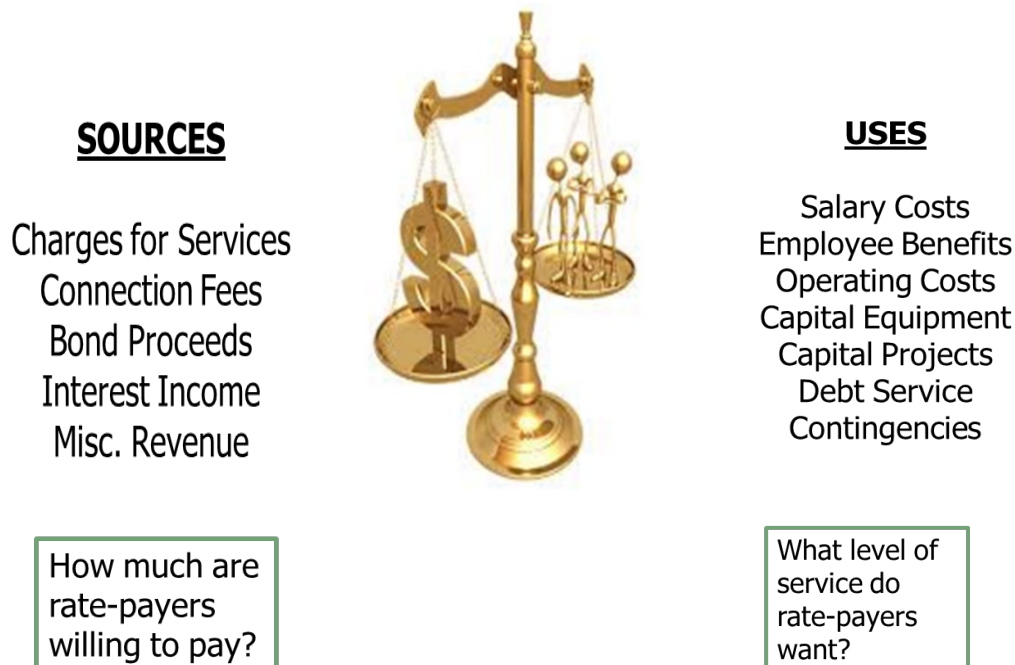 SOURCES
Charges for Services
Connection Fees
Bond Proceeds
Interest Income
Misc. Revenue
How much are
rate-payers
willing to pay?
USES
Salary Costs
Employee Benefits
Operating Costs
Capital Equipment
Capital Projects
Debt Service
Contingencies
What level of
service do
rate-payers
want?